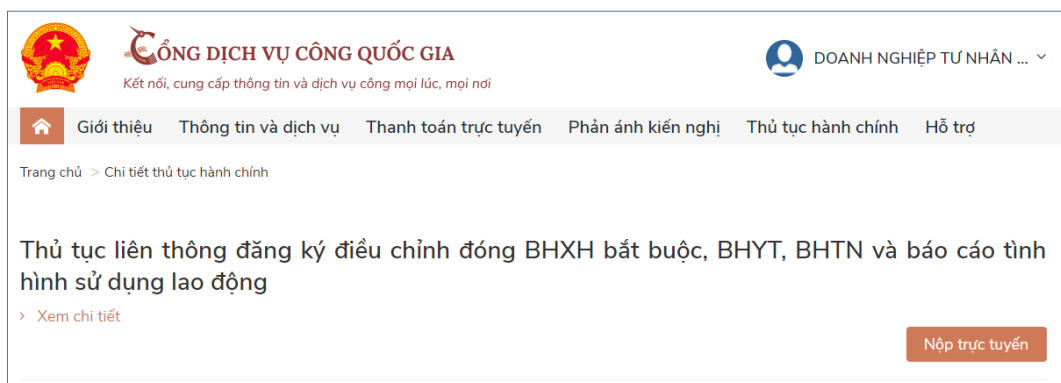 CỔNG DỊCH VỤ CÔNG QUỐC GIA
Kết nối, cung cấp thông tin và dịch vụ công mọi lúc, mọi nơi
DOANH NGHIỆP TƯ NHÂN ...
Giới thiệu Thông tin và dịch vụ Thanh toán trực tuyến Phản ánh kiến nghị Thủ tục hành chính Hỗ trợ
Trang chủ > Chi tiết thủ tục hành chính
Thủ tục liên thông đăng ký điều chỉnh đóng BHXH bắt buộc, BHYT, BHTN và báo cáo tình
hình sử dụng lao động
> Xem chi tiết
Nộp trực tuyến